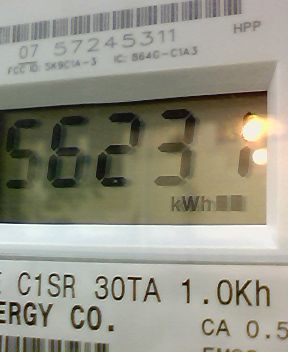 07 57245311
HPP
FCC ID: SK9C1A-3 IC: 864G-C1A3
56231
kWh
C1SR 30TA 1.0Kh
ERGY CO.
CA 0.5